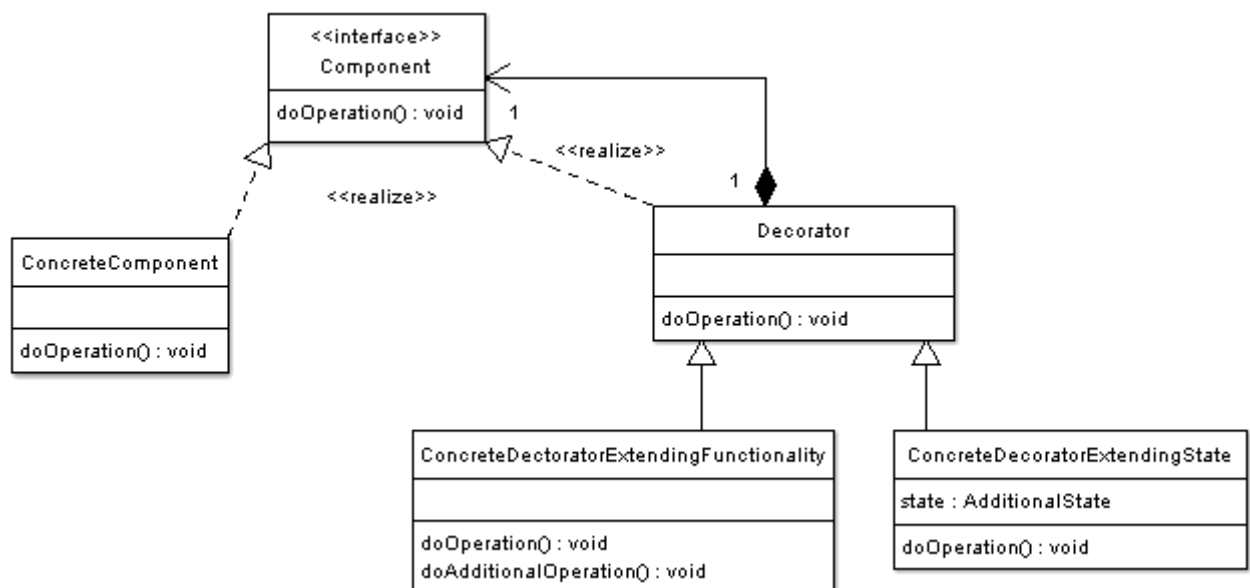 <<interface>>
Component
doOperation() : void
1
<<realize>>
1
<<realize>>
Decorator
doOperation() : void
ConcreteComponent
doOperation() : void
ConcreteDectoratorExtendingFunctionality
doOperation() : void
doAdditionalOperation() : void
ConcreteDecoratorExtendingState
state : AdditionalState
doOperation() : void